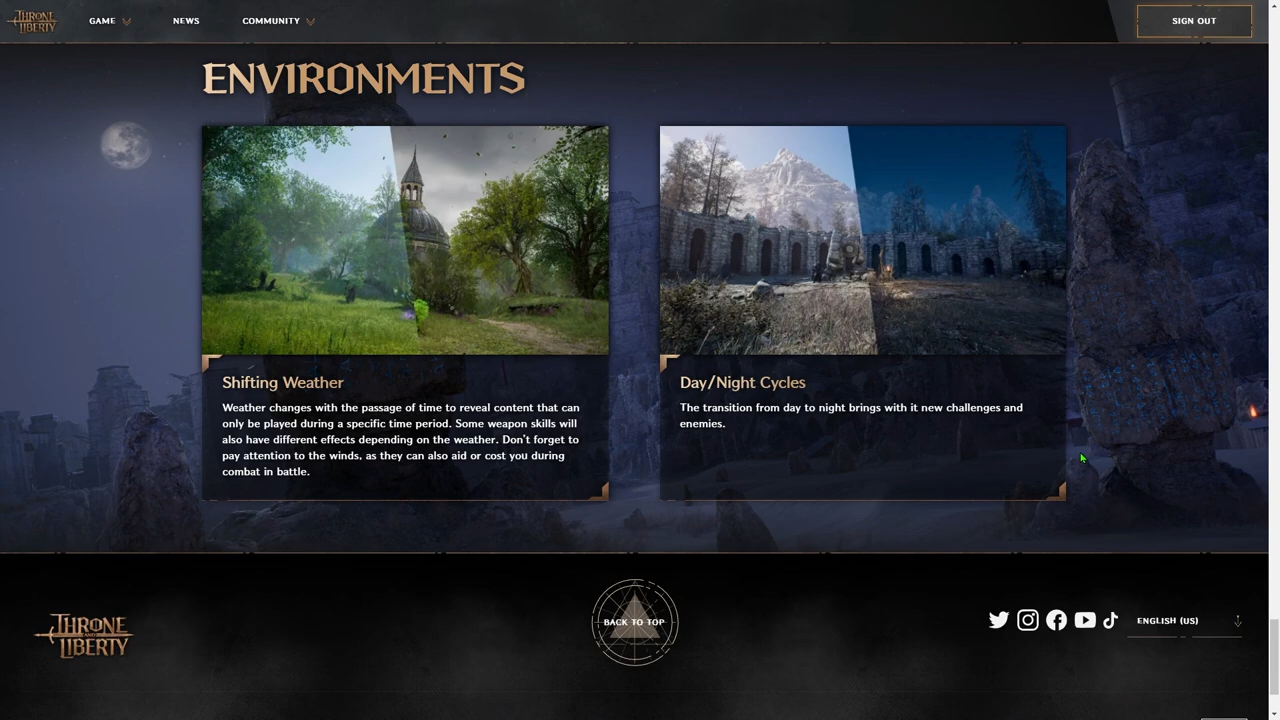 THRONE
AND
LIBERTY
GAME
NEWS
COMMUNITY
SIGN OUT
ENVIRONMENTS
Shifting Weather
Weather changes with the passage of time to reveal content that can
only be played during a specific time period. Some weapon skills will
also have different effects depending on the weather. Don't forget to
pay attention to the winds, as they can also aid or cost you during
combat in battle.
Day/Night Cycles
The transition from day to night brings with it new challenges and
enemies.
THRONE
AND
LIBERTY
BACK TO TOP
ENGLISH (US)